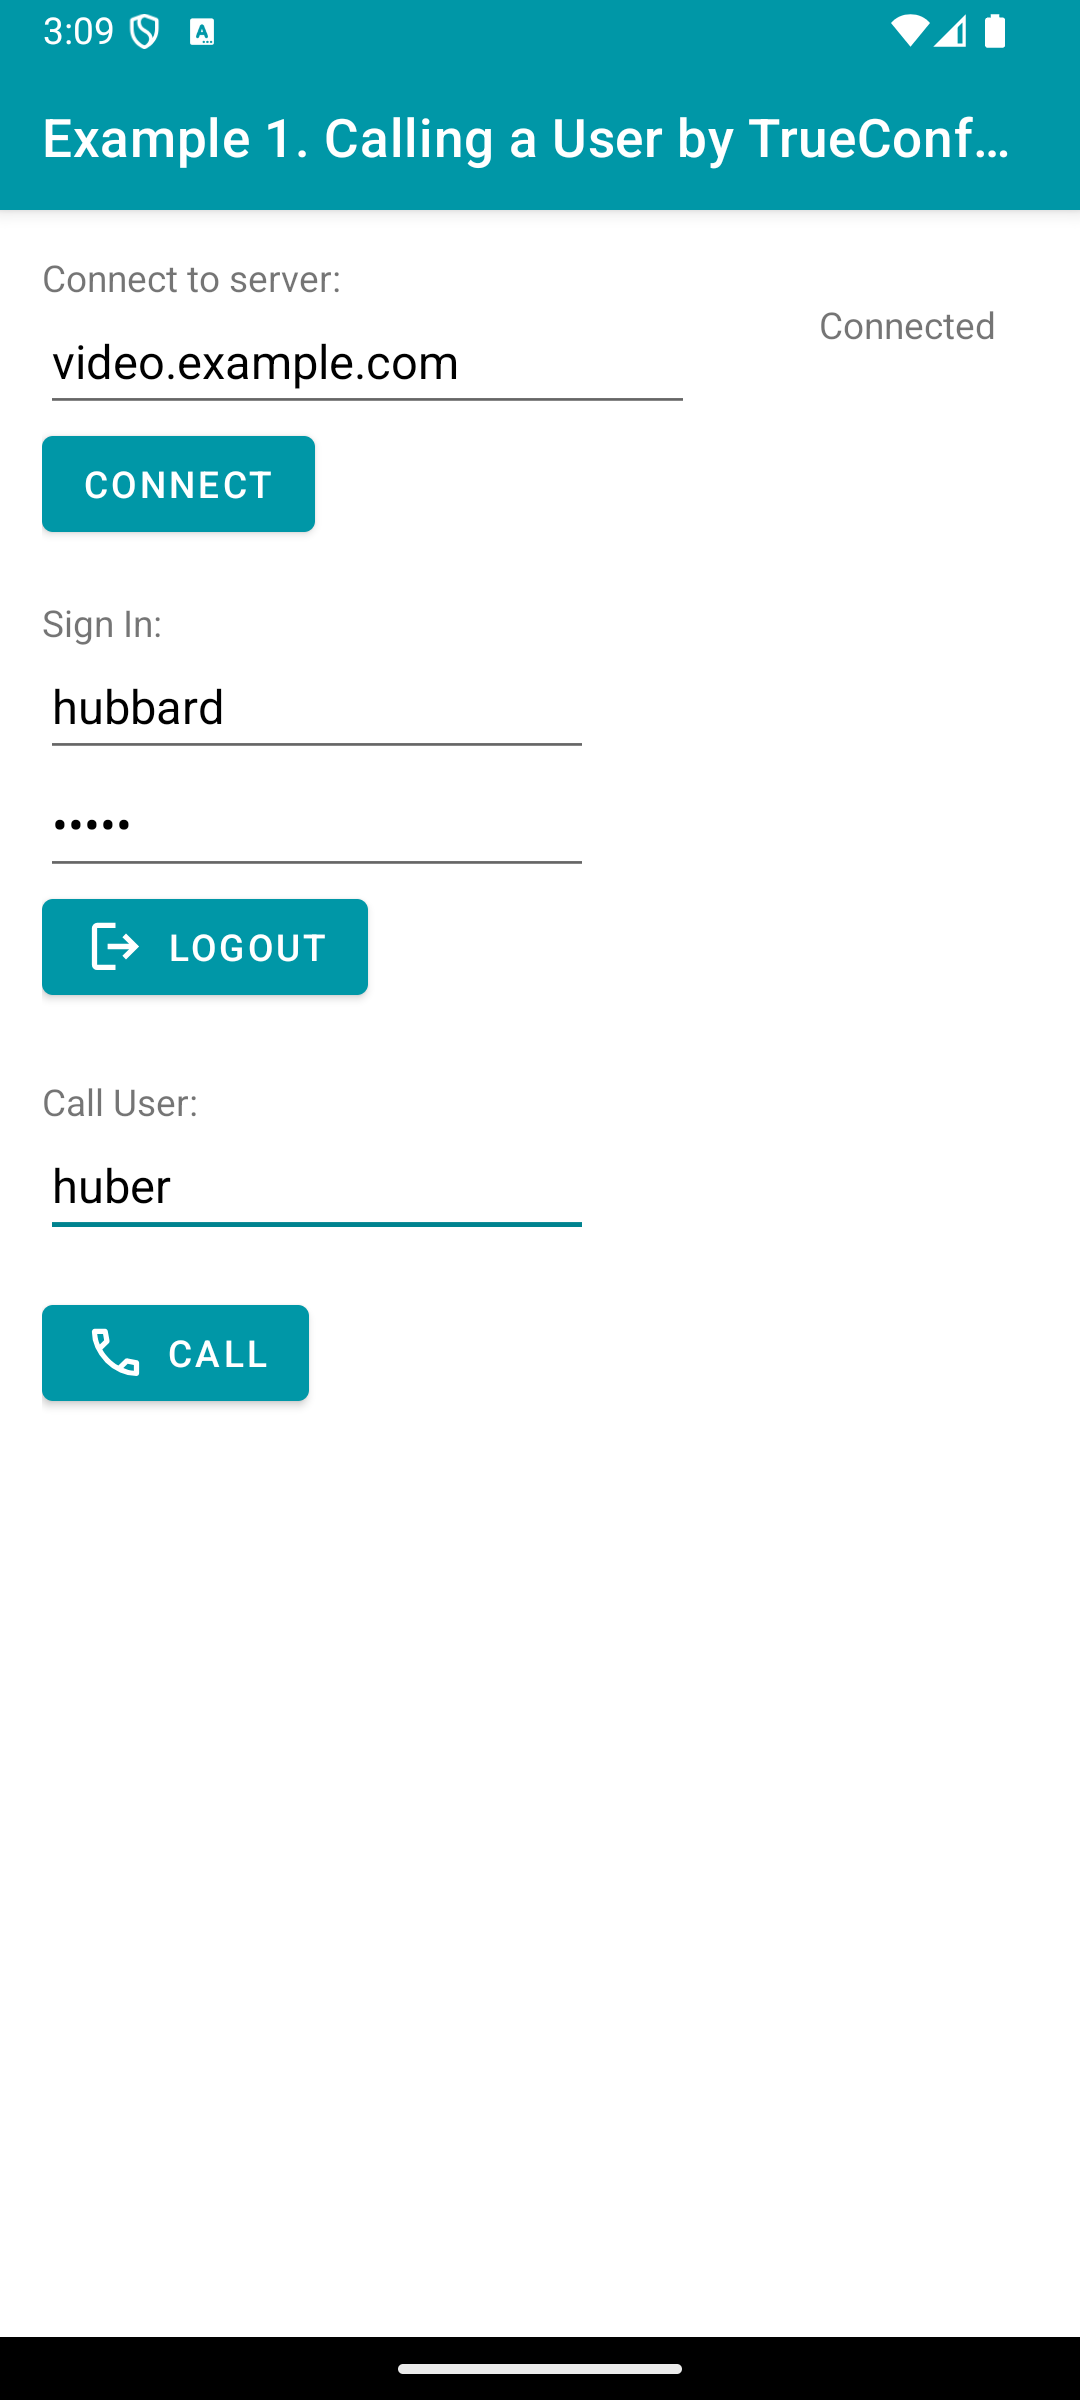 3:09
Example 1. Calling a User by TrueConf...
Connect to server:
Connected
video.example.com
CONNECT
Sign In:
hubbard
•••••
LOGOUT
Call User:
huber
CALL